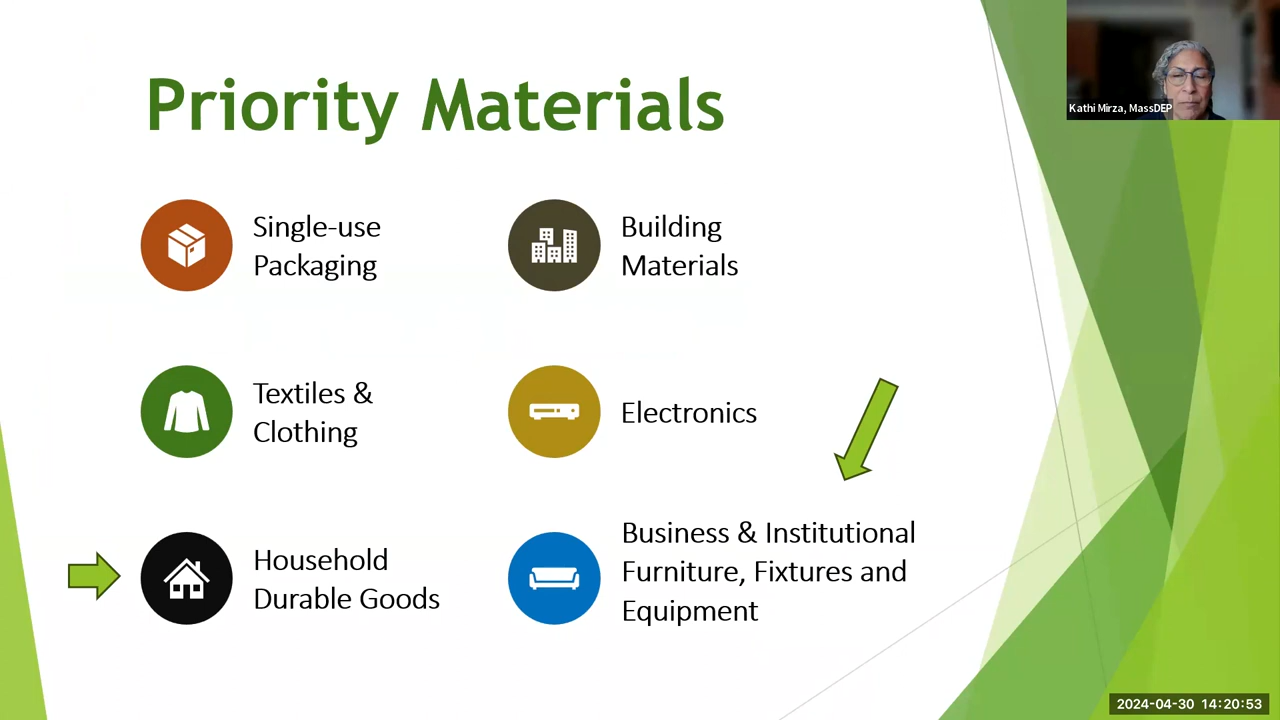 Priority Materials
Kathi Mirza, MassDEP
Single-use
Packaging
Building
Materials
Textiles &
Clothing
Electronics
Household
Durable Goods
Business & Institutional
Furniture, Fixtures and
Equipment
2024-04-30 14:20:53